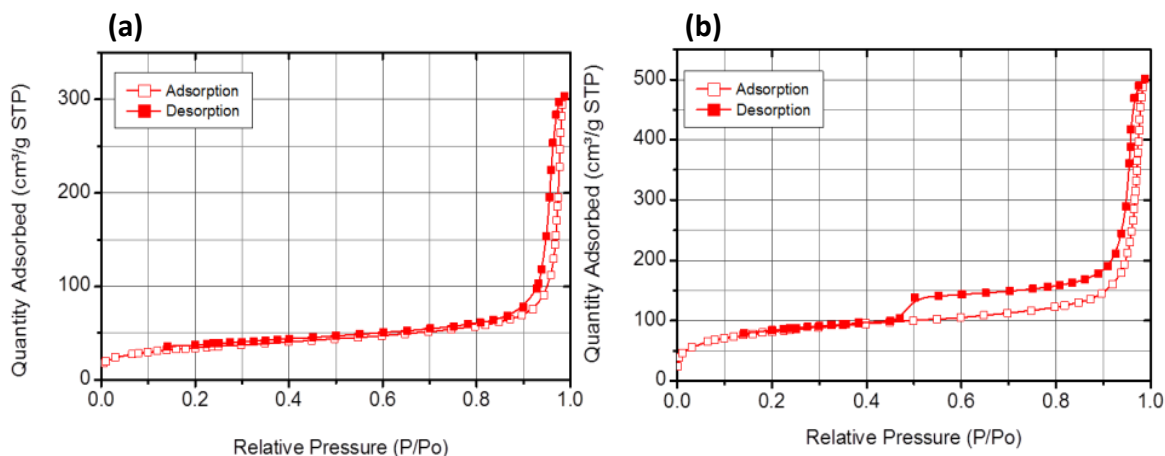 (a)
Quantity Adsorbed (cm³/g STP)
300
200
100
0
Adsorption
Desorption
0.0 0.2 0.4 0.6 0.8 1.0
Relative Pressure (P/Po)
(b)
Quantity Adsorbed (cm³/g STP)
500
400
300
200
100
0
Adsorption
Desorption
0.0 0.2 0.4 0.6 0.8 1.0
Relative Pressure (P/Po)